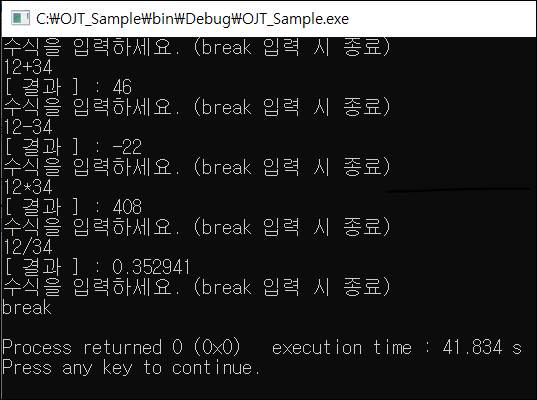 C:₩OJT_Sample₩bin₩Debug₩OJT_Sample.exe
수식을 입력하세요. (break 입력 시 종료)
12+34
[ 결과 ] : 46
수식을 입력하세요. (break 입력 시 종료)
12-34
[ 결과 ] : -22
수식을 입력하세요. (break 입력 시 종료)
12*34
[ 결과 ] : 408
수식을 입력하세요. (break 입력 시 종료)
12/34
[ 결과 ] : 0.352941
수식을 입력하세요. (break 입력 시 종료)
break
Process returned 0 (0x0)   execution time : 41.834 s
Press any key to continue.